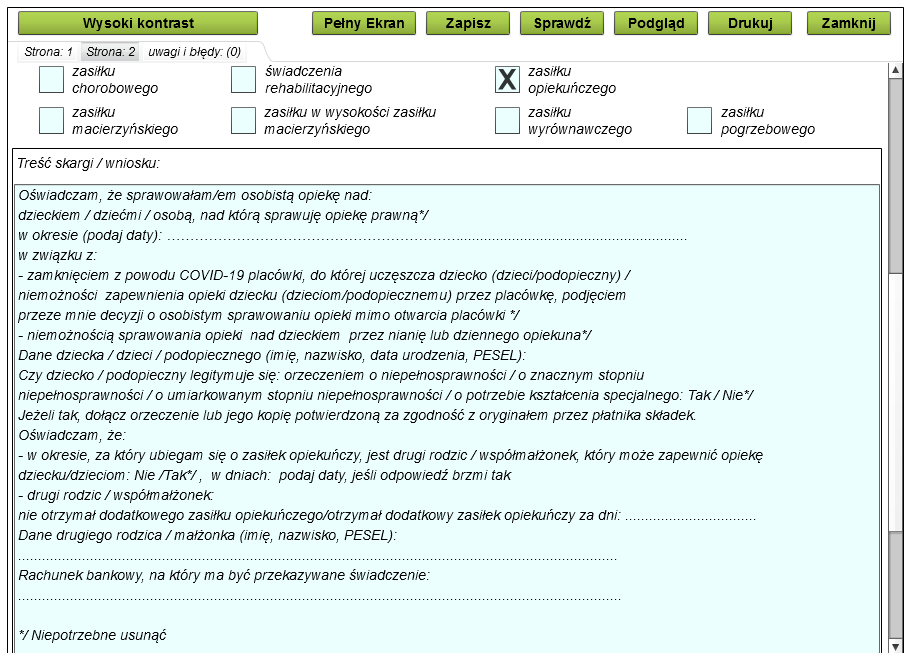 Wysoki kontrast
Pełny Ekran
Zapisz
Sprawdź
Podgląd
Drukuj
Zamknij
Strona: 1
Strona: 2
uwagi i błędy: (0)
zasiłku
chorobowego
świadczenia
rehabilitacyjnego
X
zasiłku
opiekuńczego
zasiłku
macierzyńskiego
zasiłku w wysokości zasiłku
macierzyńskiego
zasiłku
wyrównawczego
zasiłku
pogrzebowego
Treść skargi / wniosku:
Oświadczam, że sprawowałam/em osobistą opiekę nad:
dzieckiem / dziećmi / osobą, nad którą sprawuję opiekę prawną*/
w okresie (podaj daty): ........................................................................................................................
w związku z:
- zamknięciem z powodu COVID-19 placówki, do której uczęszcza dziecko (dzieci/podopieczny) /
niemożności  zapewnienia opieki dziecku (dzieciom/podopiecznemu) przez placówkę, podjęciem
przeze mnie decyzji o osobistym sprawowaniu opieki mimo otwarcia placówki */
- niemożnością sprawowania opieki  nad dzieckiem  przez nianię lub dziennego opiekuna*/
Dane dziecka / dzieci / podopiecznego (imię, nazwisko, data urodzenia, PESEL):
Czy dziecko / podopieczny legitymuje się: orzeczeniem o niepełnosprawności / o znacznym stopniu
niepełnosprawności / o umiarkowanym stopniu niepełnosprawności / o potrzebie kształcenia specjalnego: Tak / Nie*/
Jeżeli tak, dołącz orzeczenie lub jego kopię potwierdzoną za zgodność z oryginałem przez płatnika składek.
Oświadczam, że:
- w okresie, za który ubiegam się o zasiłek opiekuńczy, jest drugi rodzic / współmałżonek, który może zapewnić opiekę
dziecku/dzieciom: Nie /Tak*/ ,  w dniach:  podaj daty, jeśli odpowiedź brzmi tak
- drugi rodzic / współmałżonek:
nie otrzymał dodatkowego zasiłku opiekuńczego/otrzymał dodatkowy zasiłek opiekuńczy za dni: .................................
Dane drugiego rodzica / małżonka (imię, nazwisko, PESEL):
......................................................................................................................................................
Rachunek bankowy, na który ma być przekazywane świadczenie:
.......................................................................................................................................................
*/ Niepotrzebne usunąć